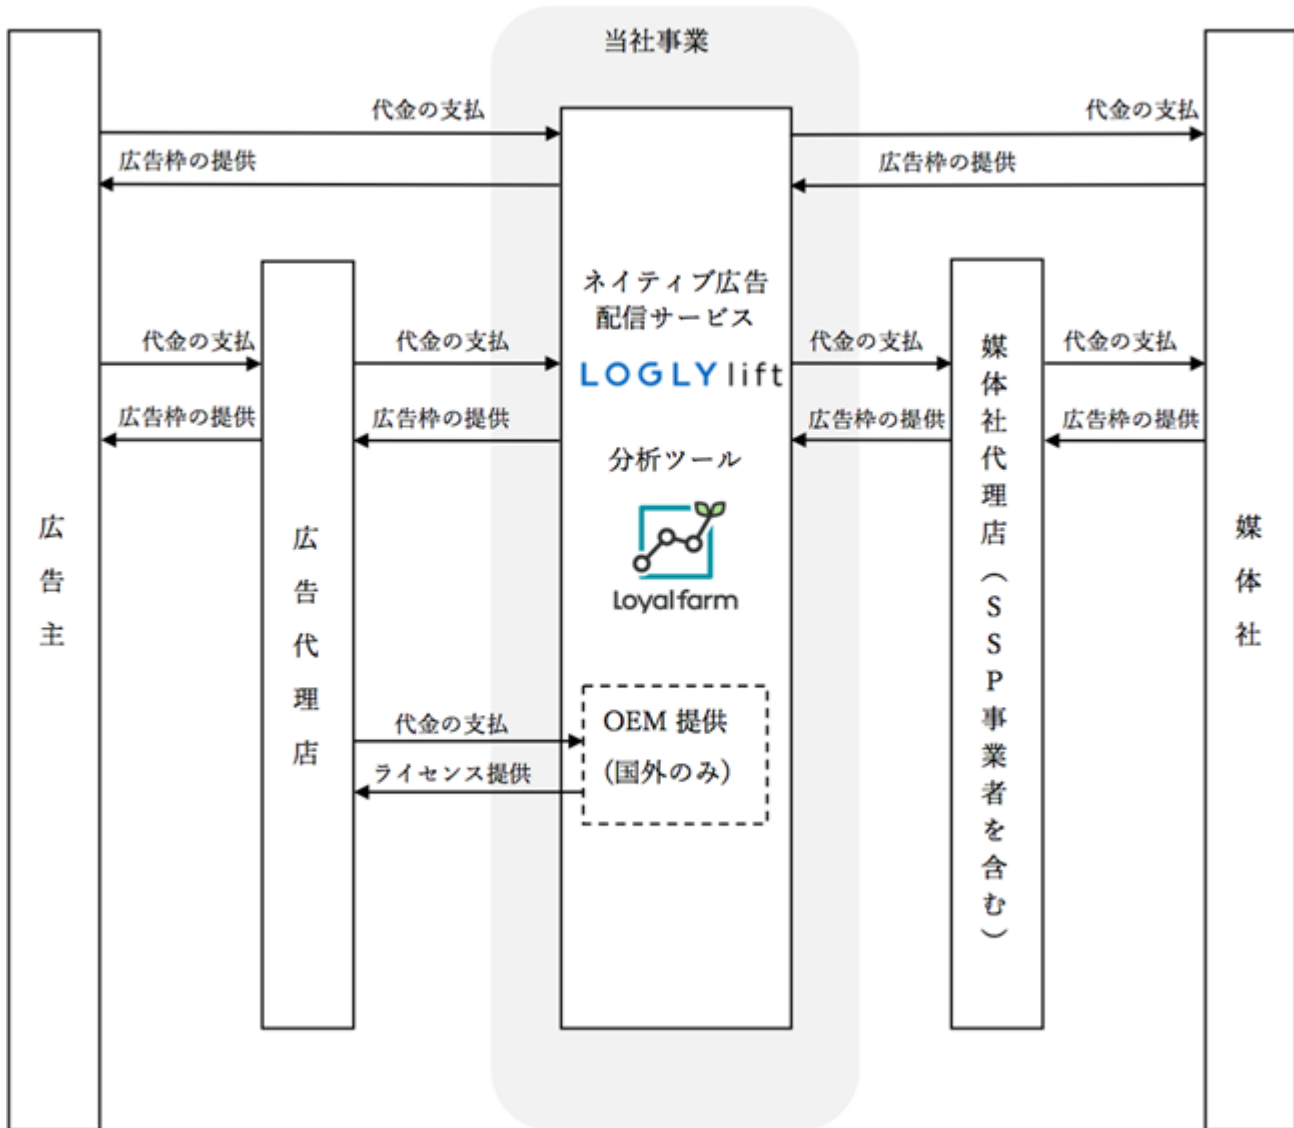 当社事業
代金の支払
代金の支払
広告枠の提供
広告枠の提供
ネイティブ広告
配信サービス
LOGLY lift
代金の支払
代金の支払
代金の支払
代金の支払
広告枠の提供
広告枠の提供
広告枠の提供
広告枠の提供
分析ツール
Loyalfarm
広告主
広告代理店
媒体社代理店（SSP事業者を含む）
媒体社
代金の支払
ライセンス提供
OEM 提供
（国外のみ）